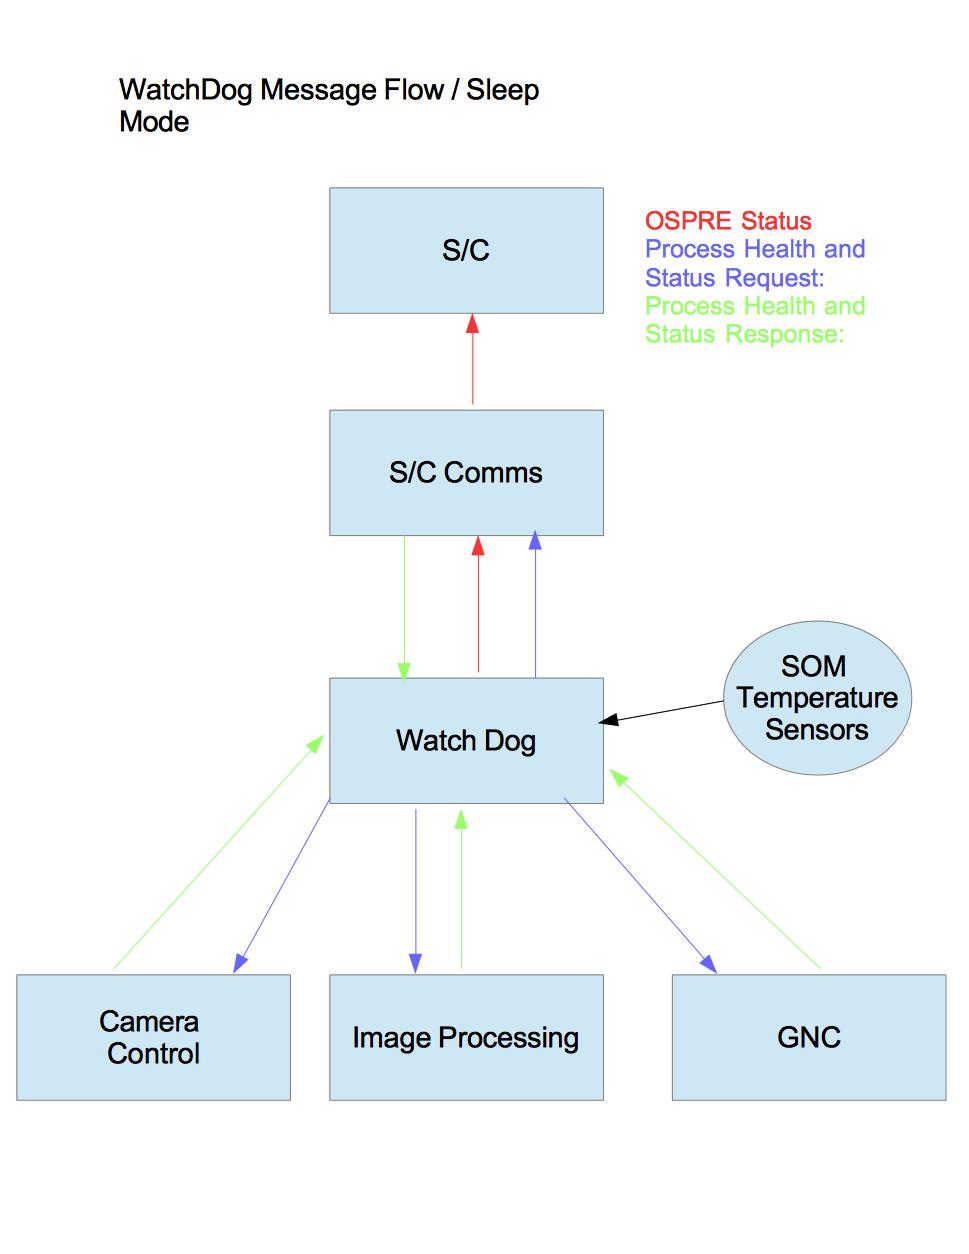 WatchDog Message Flow / Sleep
Mode
S/C
OSPRE Status
Process Health and
Status Request:
Process Health and
Status Response:
S/C Comms
SOM
Temperature
Sensors
Watch Dog
Camera
Control
Image Processing
GNC